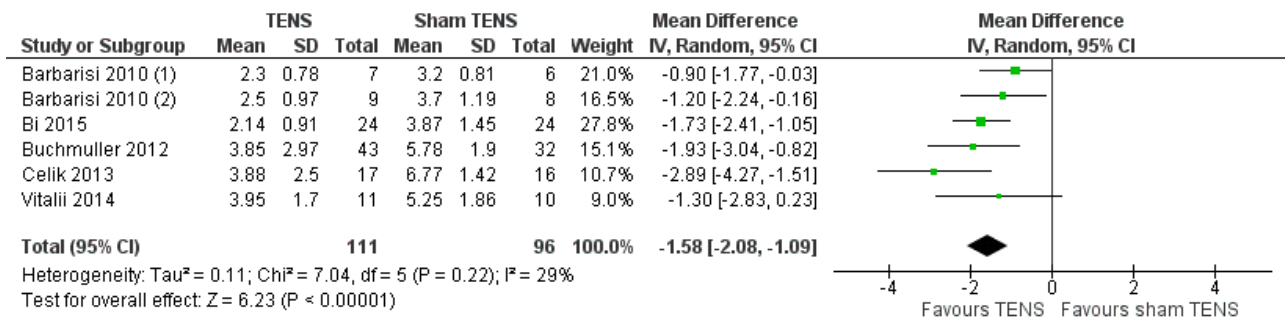 TENS Sham TENS Mean Difference Mean Difference
Study or Subgroup Mean SD Total Mean SD Total Weight IV, Random, 95% CI IV, Random, 95% CI
Barbarisi 2010 (1) 2.3 0.78 7 3.2 0.81 6 21.0% -0.90 [-1.77, -0.03]
Barbarisi 2010 (2) 2.5 0.97 9 3.7 1.19 8 16.5% -1.20 [-2.24, -0.16]
Bi 2015 2.14 0.91 24 3.87 1.45 24 27.8% -1.73 [-2.41, -1.05]
Buchmuller 2012 3.85 2.97 43 5.78 1.9 32 15.1% -1.93 [-3.04, -0.82]
Celik 2013 3.88 2.5 17 6.77 1.42 16 10.7% -2.89 [-4.27, -1.51]
Vitalii 2014 3.95 1.7 11 5.25 1.86 10 9.0% -1.30 [-2.83, 0.23]
Total (95% CI) 111 96 100.0% -1.58 [-2.08, -1.09]
Heterogeneity: Tau² = 0.11; Chi² = 7.04, df = 5 (P = 0.22); I² = 29%
Test for overall effect: Z = 6.23 (P < 0.00001)
-4 -2 0 2 4
Favours TENS Favours sham TENS